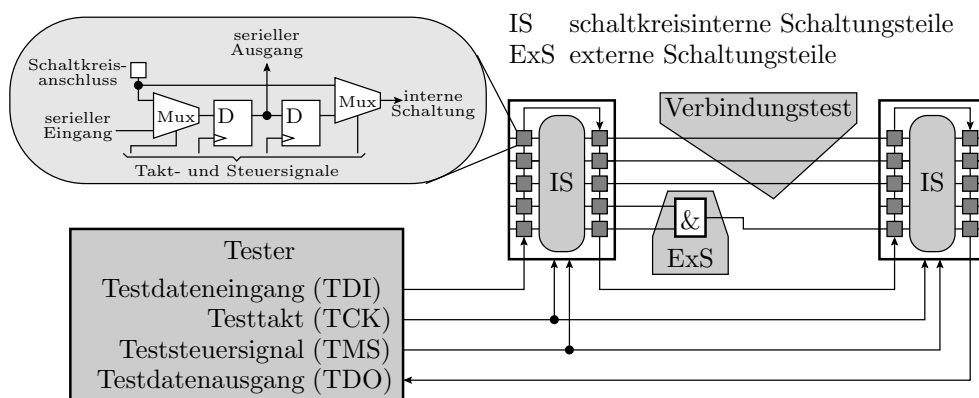 serieller
Ausgang
Schaltkreis-
anschluss
Mux
D
D
Mux
interne
Schaltung
serieller
Eingang
Takt- und Steuersignale
IS schaltkreisinterne Schaltungsteile
ExS externe Schaltungsteile
Verbindungstest
IS
IS
&
ExS
Tester
Testdateneingang (TDI)
Testtakt (TCK)
Teststeuersignal (TMS)
Testdatenausgang (TDO)